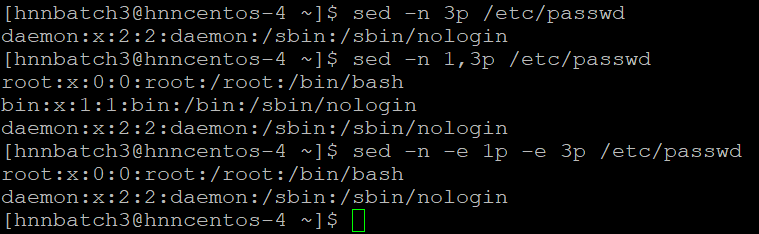 [hnnbatch3@hnncentos-4 ~]$ sed -n 3p /etc/passwd
daemon:x:2:2:daemon:/sbin:/sbin/nologin
[hnnbatch3@hnncentos-4 ~]$ sed -n 1,3p /etc/passwd
root:x:0:0:root:/root:/bin/bash
bin:x:1:1:bin:/bin:/sbin/nologin
daemon:x:2:2:daemon:/sbin:/sbin/nologin
[hnnbatch3@hnncentos-4 ~]$ sed -n -e 1p -e 3p /etc/passwd
root:x:0:0:root:/root:/bin/bash
daemon:x:2:2:daemon:/sbin:/sbin/nologin
[hnnbatch3@hnncentos-4 ~]$